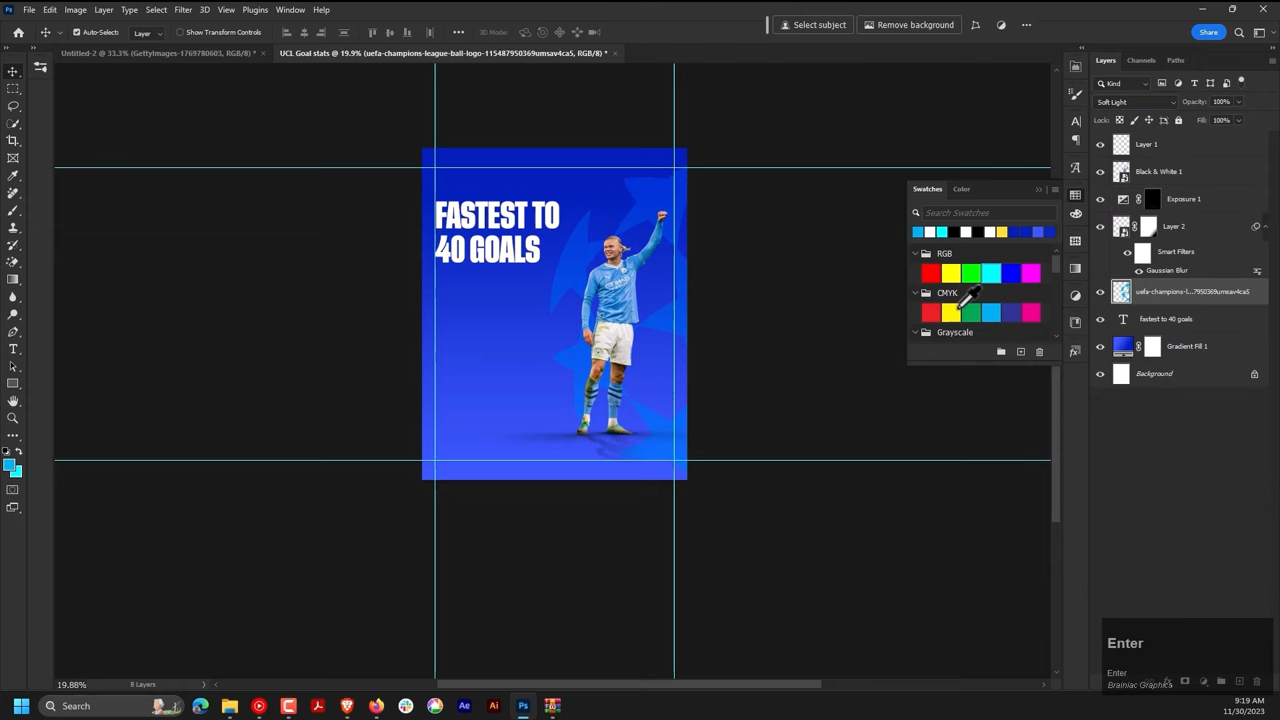 File Edit Image Layer Type Select Filter 3D View Plugins Window Help
Auto-Select: Layer Show Transform Controls 3D Mode: Select subject Remove background Share
Untitled-2 @ 33.3% (GettyImages-1769780603, RGB/8) * ×
UCL Goal stats @ 19.9% (uefa-champions-league-ball-logo-115487950369umsav4ca5, RGB/8) * ×
Layers Channels Paths
Kind
Soft Light Opacity: 100%
Lock: Fill: 100%
Layer 1
Black & White 1
Exposure 1
Layer 2
Smart Filters
Gaussian Blur
uefa-champions-l...7950369umsav4ca5
fastest to 40 goals
Gradient Fill 1
Background
Swatches Color
Search Swatches
RGB
CMYK
Grayscale
FASTEST TO
40 GOALS
Enter
Enter
Brainiac Graphics
19.88% 8 Layers
Search
Ai
Ps
9:19 AM
11/30/2023